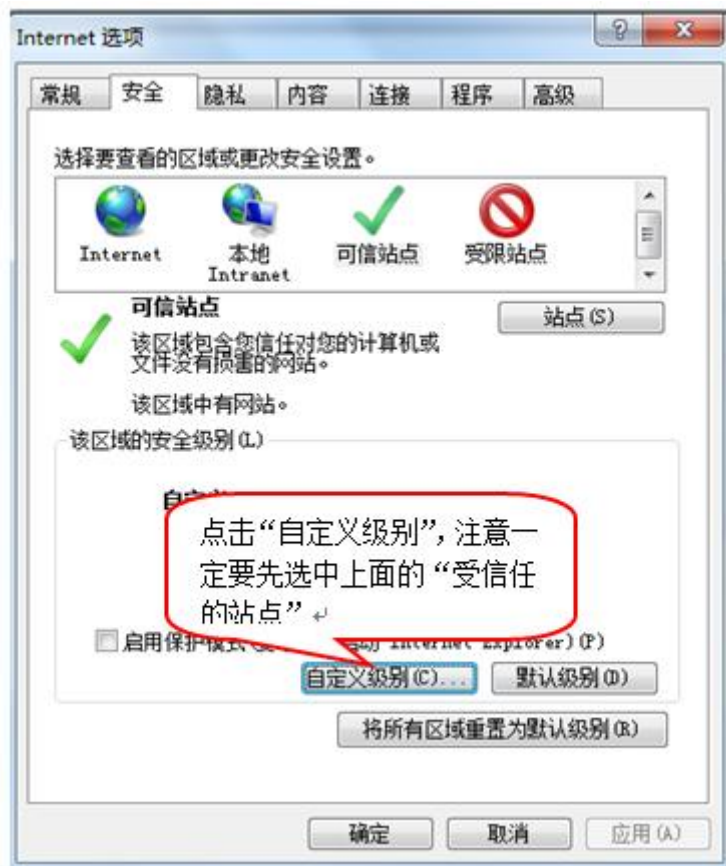 Internet 选项
常规 安全 隐私 内容 连接 程序 高级
选择要查看的区域或更改安全设置。
Internet 本地 Intranet 可信站点 受限站点
可信站点
站点(S)
该区域包含您信任对您的计算机或
文件没有损害的网站。
该区域中有网站。
该区域的安全级别(L)
点击“自定义级别”，注意一
定要先选中上面的“受信任
的站点”
启用保护模式 Internet Explorer)(P)
自定义级别(C)... 默认级别(D)
将所有区域重置为默认级别(R)
确定 取消 应用(A)